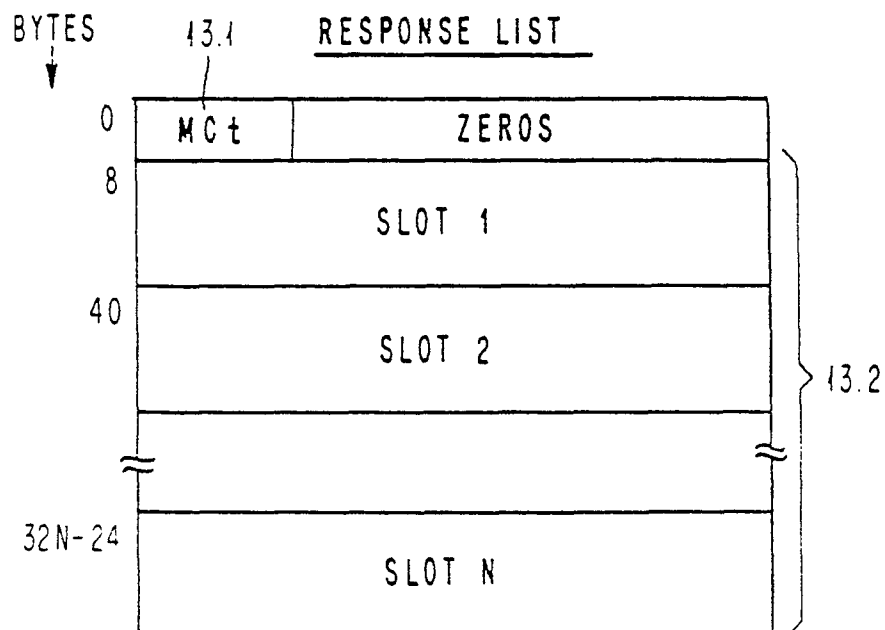 BYTES 13.1 RESPONSE LIST
0 MCt ZEROS
8
SLOT 1
40
SLOT 2
13.2
32N-24
SLOT N